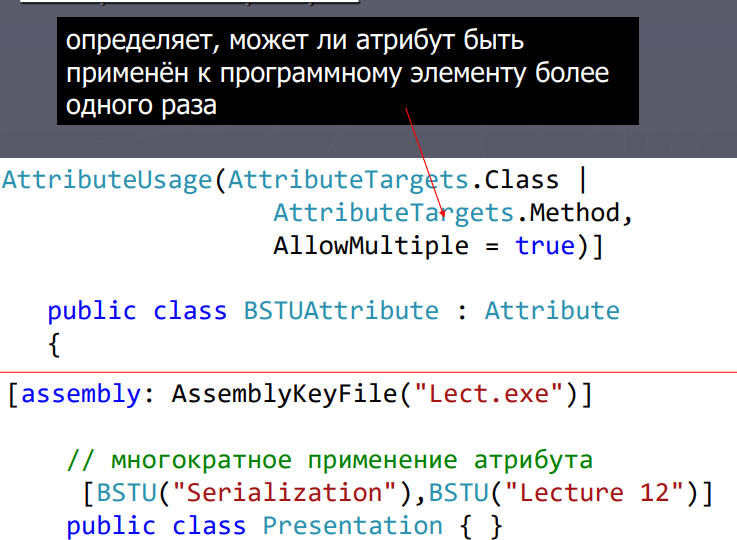 определяет, может ли атрибут быть
применён к программному элементу более
одного раза
AttributeUsage(AttributeTargets.Class |
AttributeTargets.Method,
AllowMultiple = true)]
public class BSTUAttribute : Attribute
{
[assembly: AssemblyKeyFile("Lect.exe")]
// многократное применение атрибута
[BSTU("Serialization"),BSTU("Lecture 12")]
public class Presentation { }